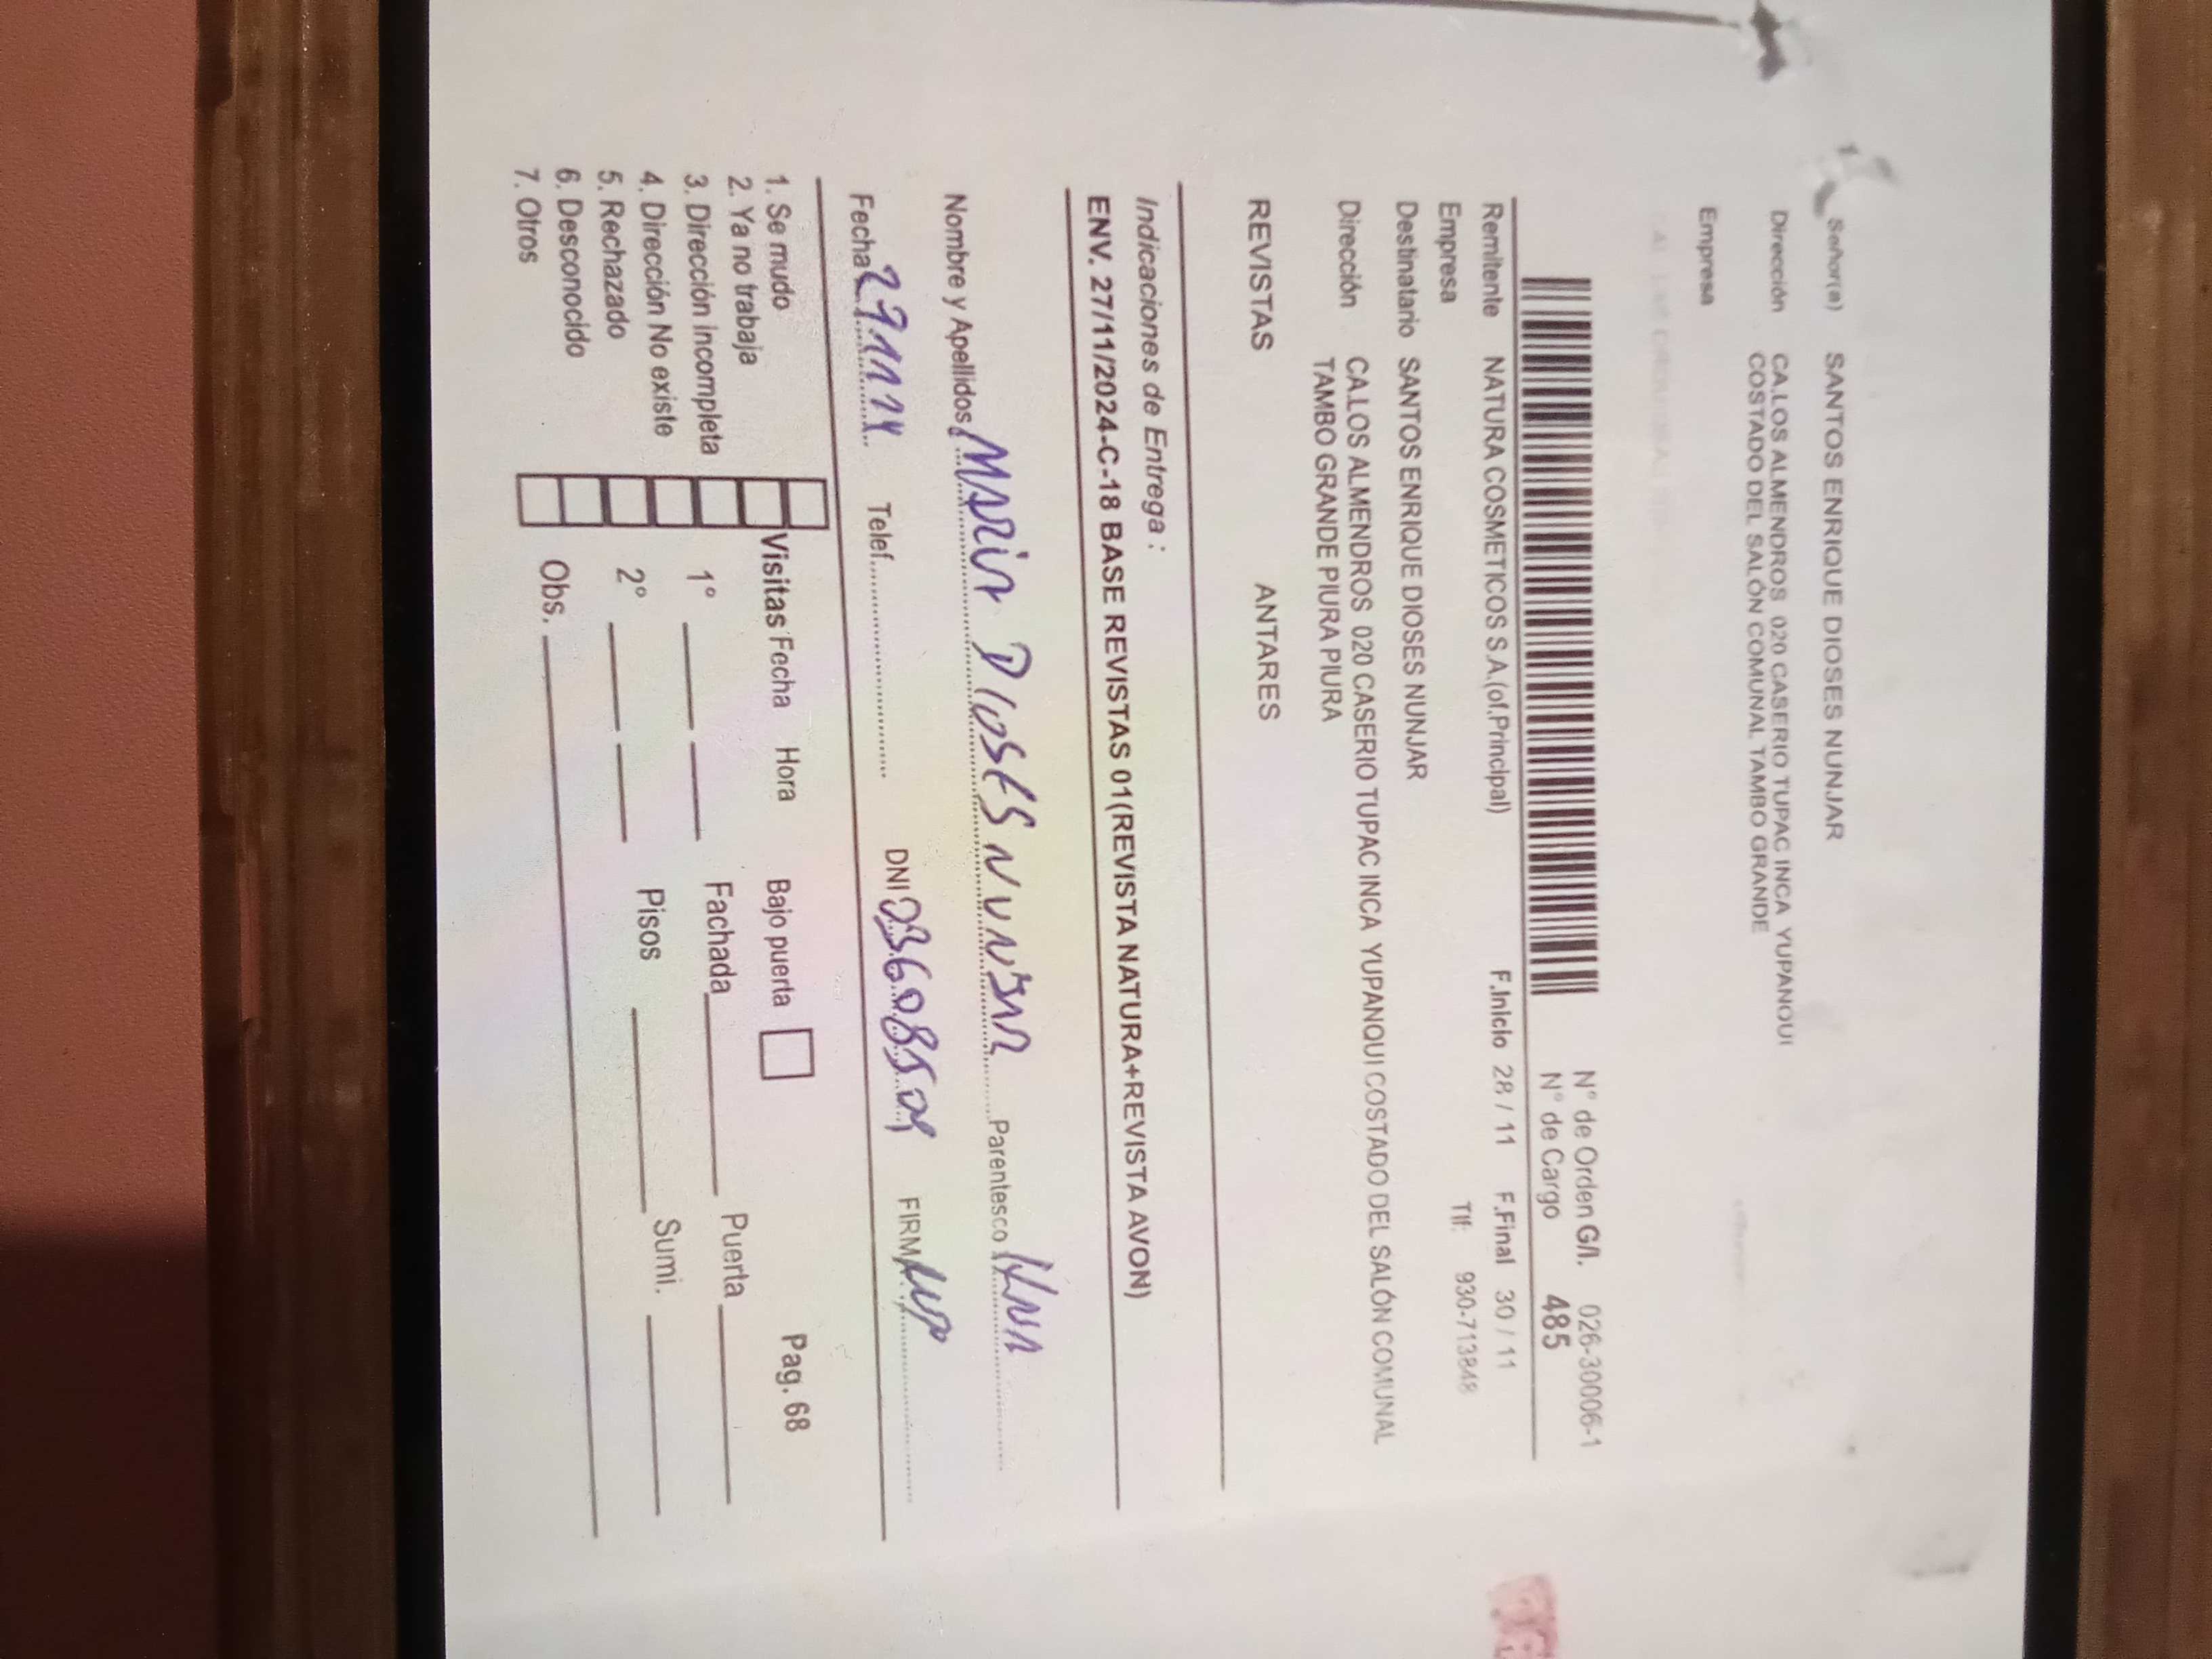 Señor(a) SANTOS ENRIQUE DIOSES NUNJAR
Dirección CA.LOS ALMENDROS 020 CASERIO TUPAC INCA YUPANQUI
COSTADO DEL SALÓN COMUNAL TAMBO GRANDE
Empresa
N° de Orden G/I. 026-30006-1
N° de Cargo 485
Remitente NATURA COSMETICOS S.A.(of.Principal) F.Inicio 28 / 11 F.Final 30 / 11
Empresa Tlf: 930-713848
Destinatario SANTOS ENRIQUE DIOSES NUNJAR
Dirección CA.LOS ALMENDROS 020 CASERIO TUPAC INCA YUPANQUI COSTADO DEL SALÓN COMUNAL
TAMBO GRANDE PIURA PIURA
REVISTAS ANTARES
Indicaciones de Entrega :
ENV. 27/11/2024-C-18 BASE REVISTAS 01(REVISTA NATURA+REVISTA AVON)
Nombre y Apellidos MARIA DIOSES NUNJAR Parentesco
Fecha Telef. DNI FIRMA
1. Se mudo
2. Ya no trabaja
3. Dirección incompleta
4. Dirección No existe
5. Rechazado
6. Desconocido
7. Otros
Visitas Fecha Hora Bajo puerta Pag. 68
1° Fachada Puerta
2° Pisos Sumi.
Obs.